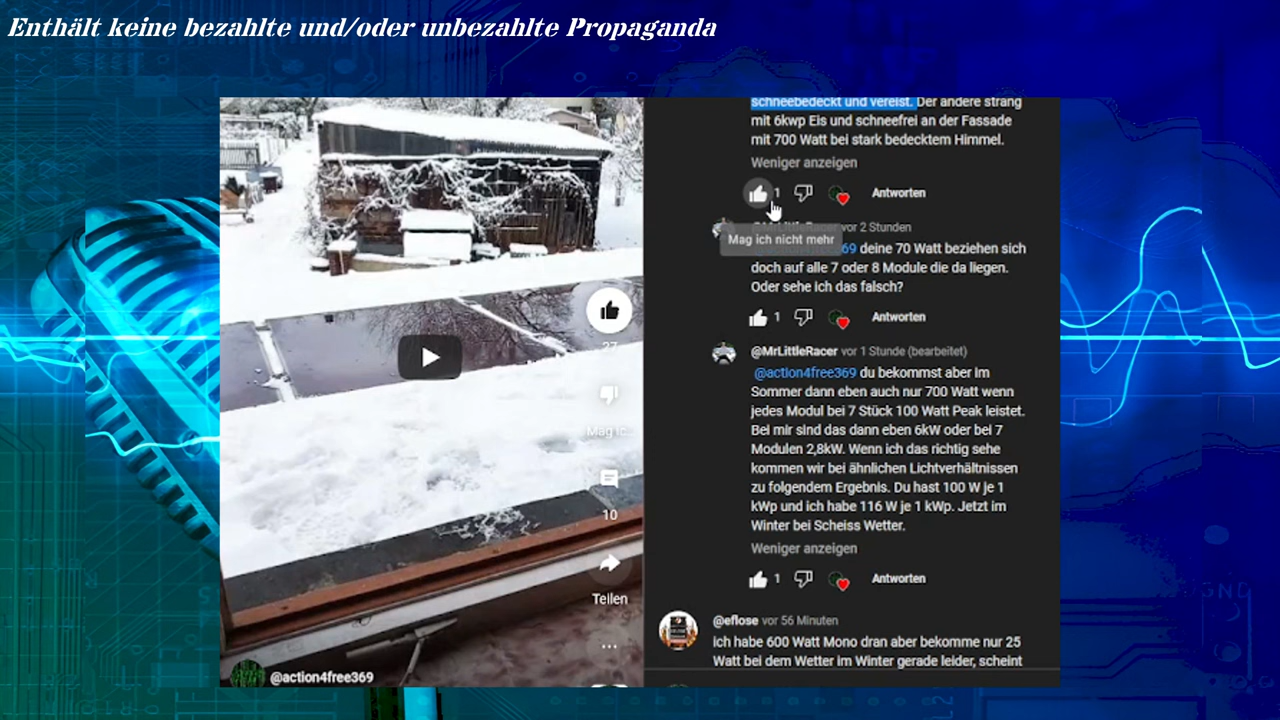 Enthält keine bezahlte und/oder unbezahlte Propaganda
schneebedeckt und vereist. Der andere strang
mit 6kwp Eis und schneefrei an der Fassade
mit 700 Watt bei stark bedecktem Himmel.
Weniger anzeigen
1
Antworten
vor 2 Stunden
Mag ich nicht mehr
69 deine 70 Watt beziehen sich
doch auf alle 7 oder 8 Module die da liegen.
Oder sehe ich das falsch?
1
Antworten
@MrLittleRacer vor 1 Stunde (bearbeitet)
@action4free369 du bekommst aber im
Sommer dann eben auch nur 700 Watt wenn
jedes Modul bei 7 Stück 100 Watt Peak leistet.
Bei mir sind das dann eben 6kW oder bei 7
Modulen 2,8kW. Wenn ich das richtig sehe
kommen wir bei ähnlichen Lichtverhältnissen
zu folgendem Ergebnis. Du hast 100 W je 1
kWp und ich habe 116 W je 1 kWp. Jetzt im
Winter bei Scheiss Wetter.
Weniger anzeigen
1
Antworten
@eflose vor 56 Minuten
ich habe 600 Watt Mono dran aber bekomme nur 25
Watt bei dem Wetter im Winter gerade leider, scheint
27
Mag ic
10
Teilen
@action4free369